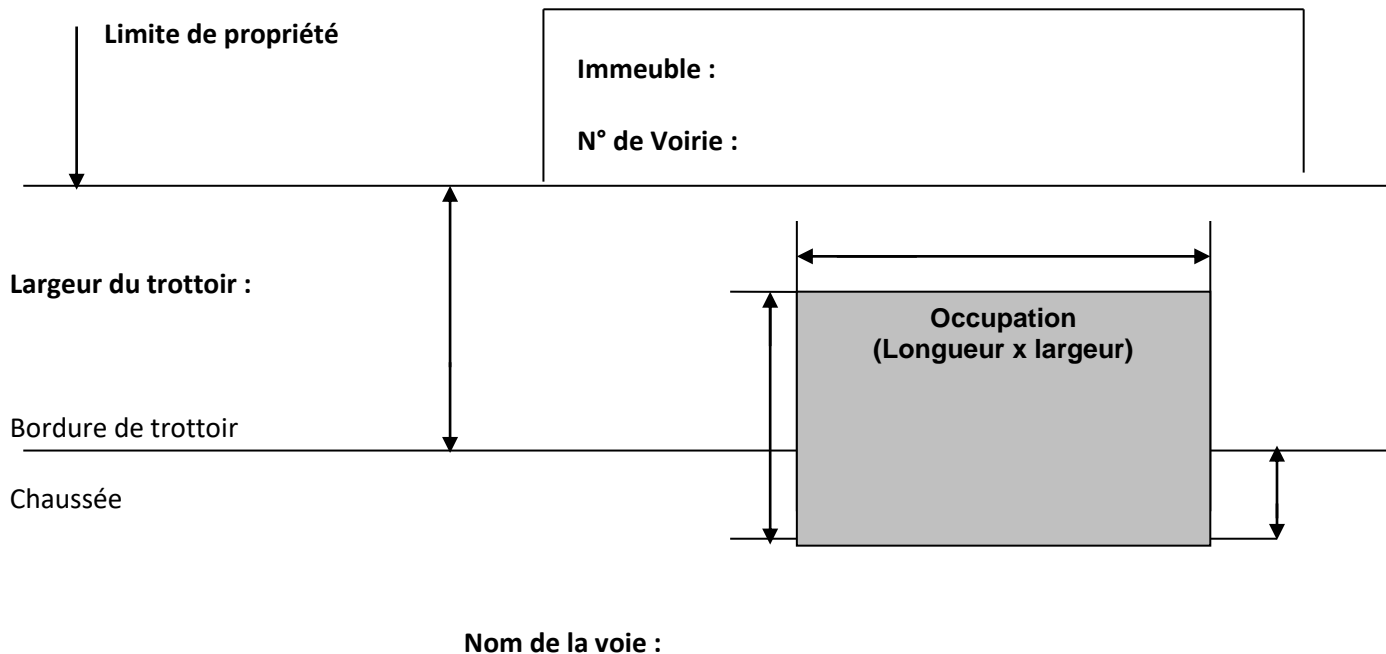 Limite de propriété
Immeuble :
N° de Voirie :
Largeur du trottoir :
Occupation
(Longueur x largeur)
Bordure de trottoir
Chaussée
Nom de la voie :